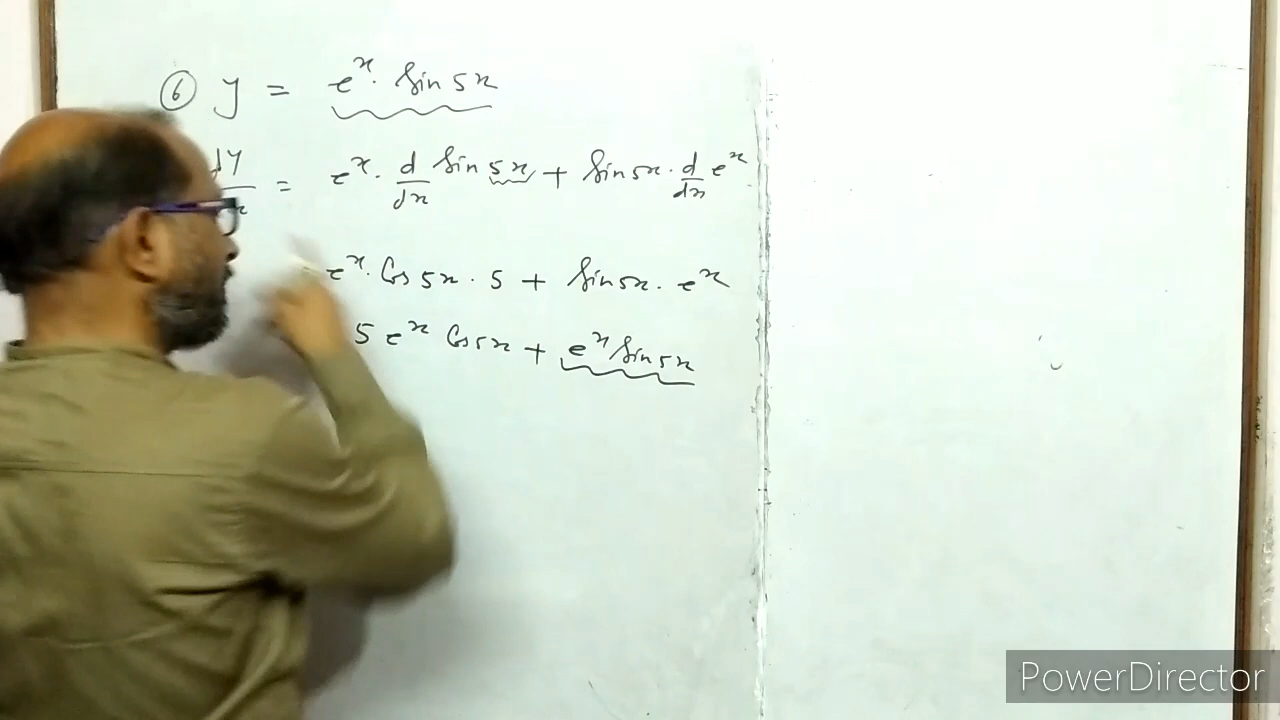 ⑥ y = e^x · sin 5x
dy/dx = e^x · d/dx sin 5x + sin 5x · d/dx e^x
e^x · Cos 5x · 5 + sin 5x · e^x
5 e^x Cos 5x + e^x sin 5x
PowerDirector